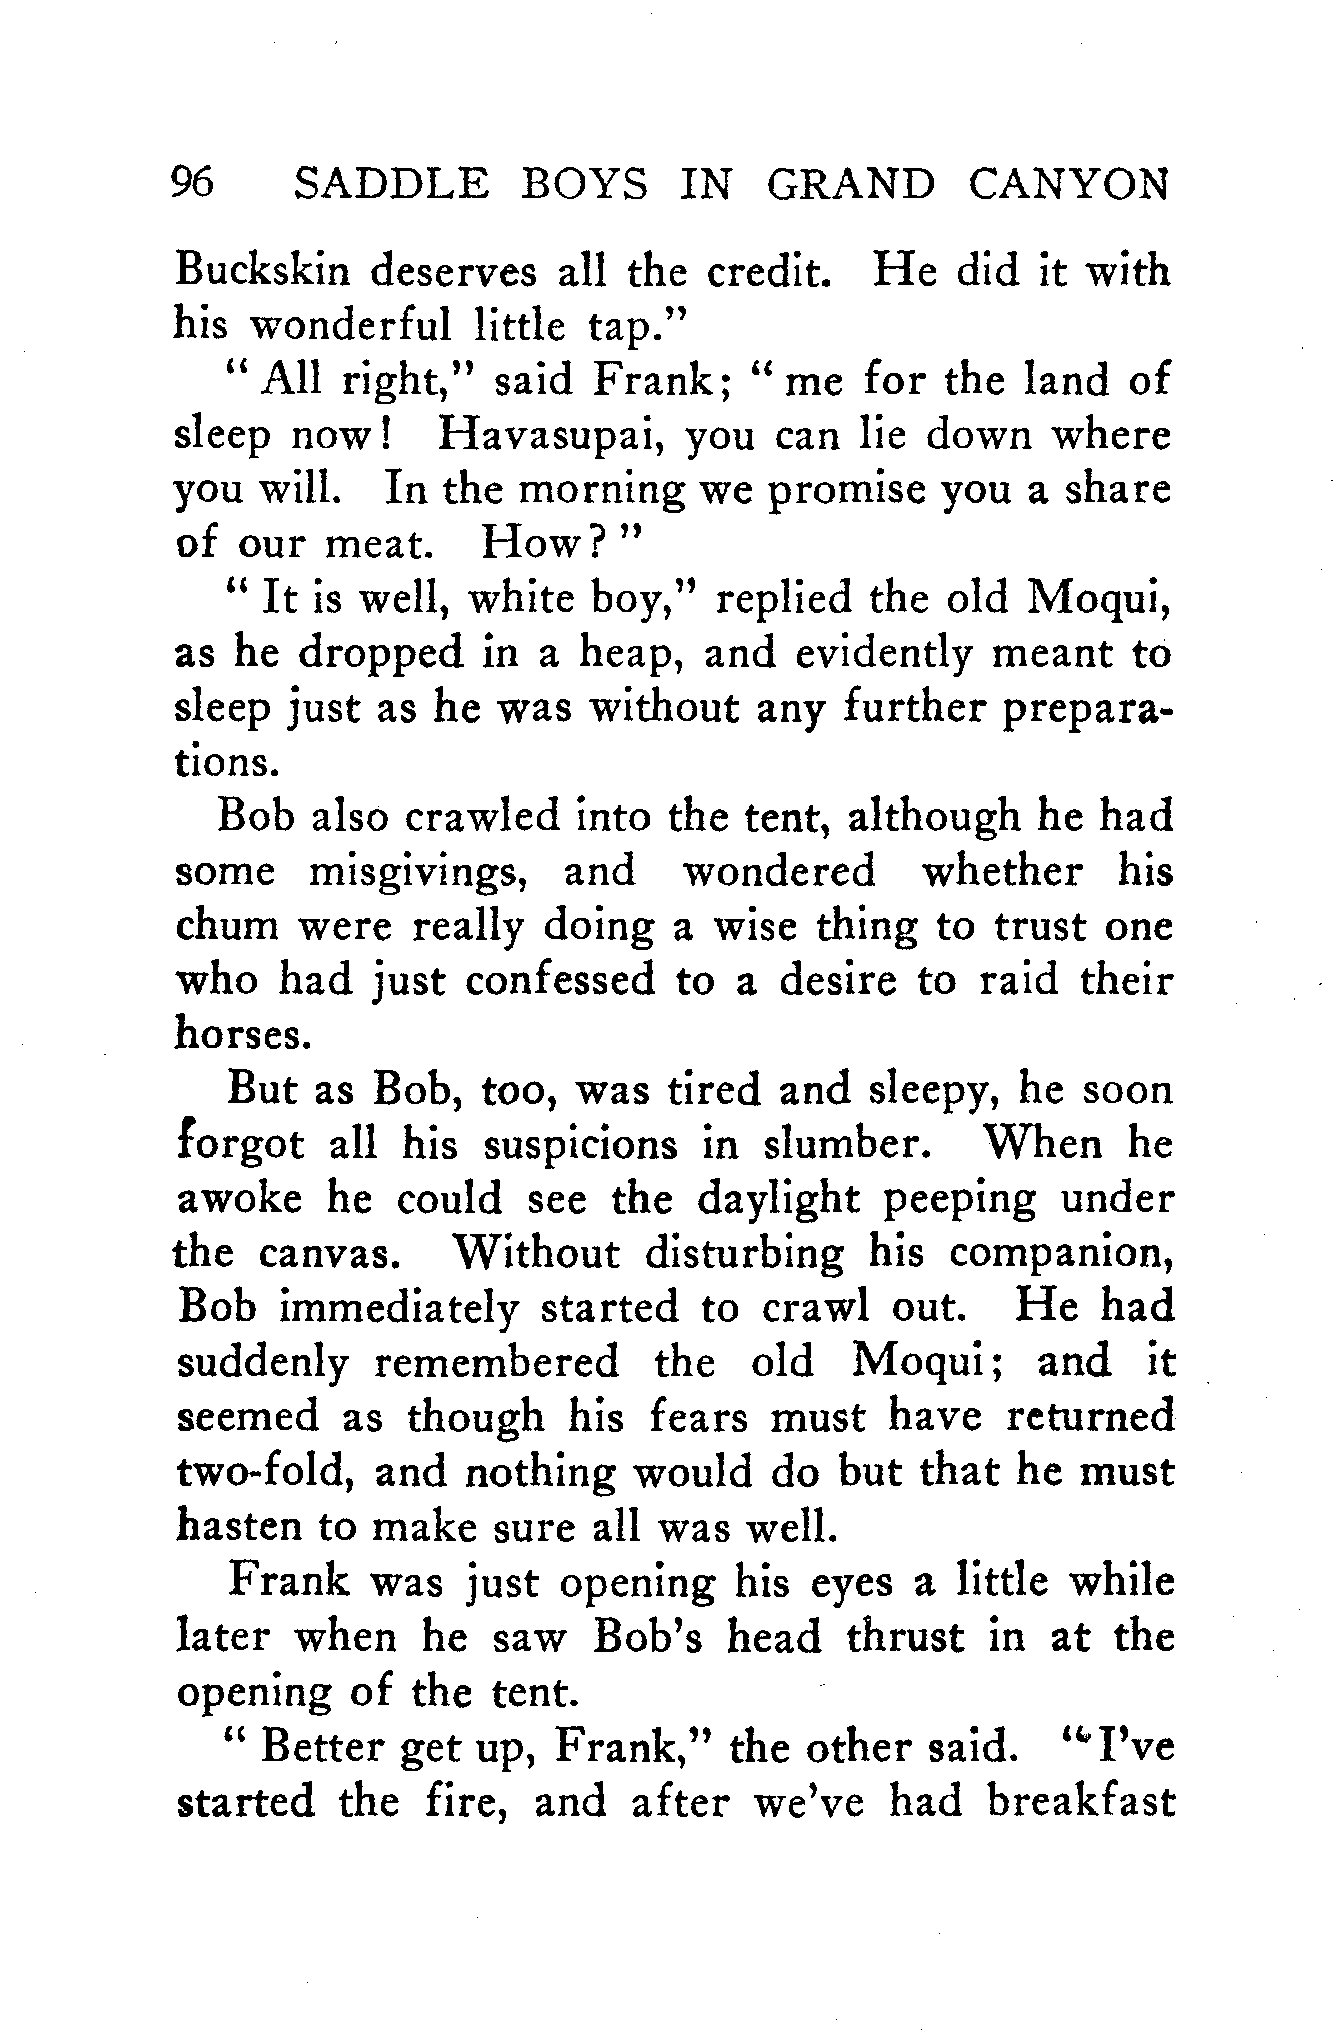 96 SADDLE BOYS IN GRAND CANYON
Buckskin deserves all the credit. He did it with
his wonderful little tap."
" All right," said Frank; " me for the land of
sleep now! Havasupai, you can lie down where
you will. In the morning we promise you a share
of our meat. How? "
" It is well, white boy," replied the old Moqui,
as he dropped in a heap, and evidently meant to
sleep just as he was without any further prepara-
tions.
Bob also crawled into the tent, although he had
some misgivings, and wondered whether his
chum were really doing a wise thing to trust one
who had just confessed to a desire to raid their
horses.
But as Bob, too, was tired and sleepy, he soon
forgot all his suspicions in slumber. When he
awoke he could see the daylight peeping under
the canvas. Without disturbing his companion,
Bob immediately started to crawl out. He had
suddenly remembered the old Moqui; and it
seemed as though his fears must have returned
two-fold, and nothing would do but that he must
hasten to make sure all was well.
Frank was just opening his eyes a little while
later when he saw Bob's head thrust in at the
opening of the tent.
" Better get up, Frank," the other said. " I've
started the fire, and after we've had breakfast